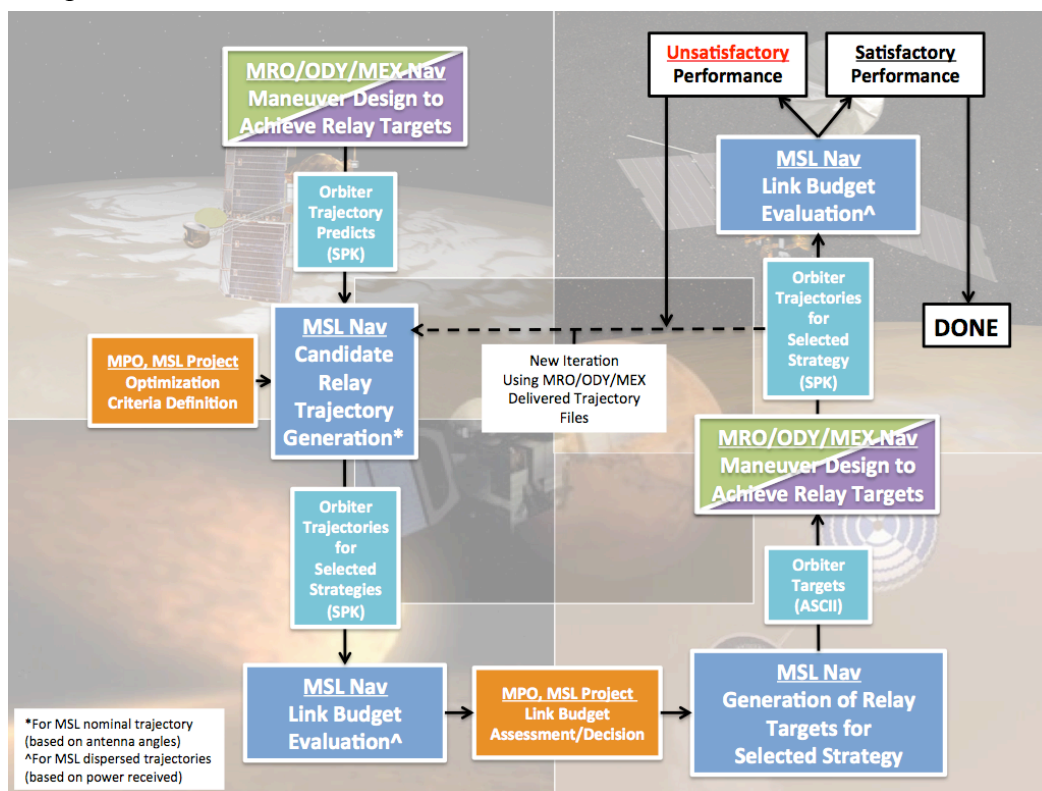 MRO/ODY/MEX Nav
Maneuver Design to
Achieve Relay Targets
Orbiter
Trajectory
Predicts
(SPK)
MPO, MSL Project
Optimization
Criteria Definition
MSL Nav
Candidate
Relay
Trajectory
Generation*
Orbiter
Trajectories
for
Selected
Strategies
(SPK)
MSL Nav
Link Budget
Evaluation^
MPO, MSL Project
Link Budget
Assessment/Decision
MSL Nav
Generation of Relay
Targets for
Selected Strategy
Orbiter
Targets
(ASCII)
MRO/ODY/MEX Nav
Maneuver Design to
Achieve Relay Targets
Orbiter
Trajectories
for
Selected
Strategy
(SPK)
MSL Nav
Link Budget
Evaluation^
Unsatisfactory
Performance
Satisfactory
Performance
DONE
New Iteration
Using MRO/ODY/MEX
Delivered Trajectory
Files
*For MSL nominal trajectory
(based on antenna angles)
^For MSL dispersed trajectories
(based on power received)